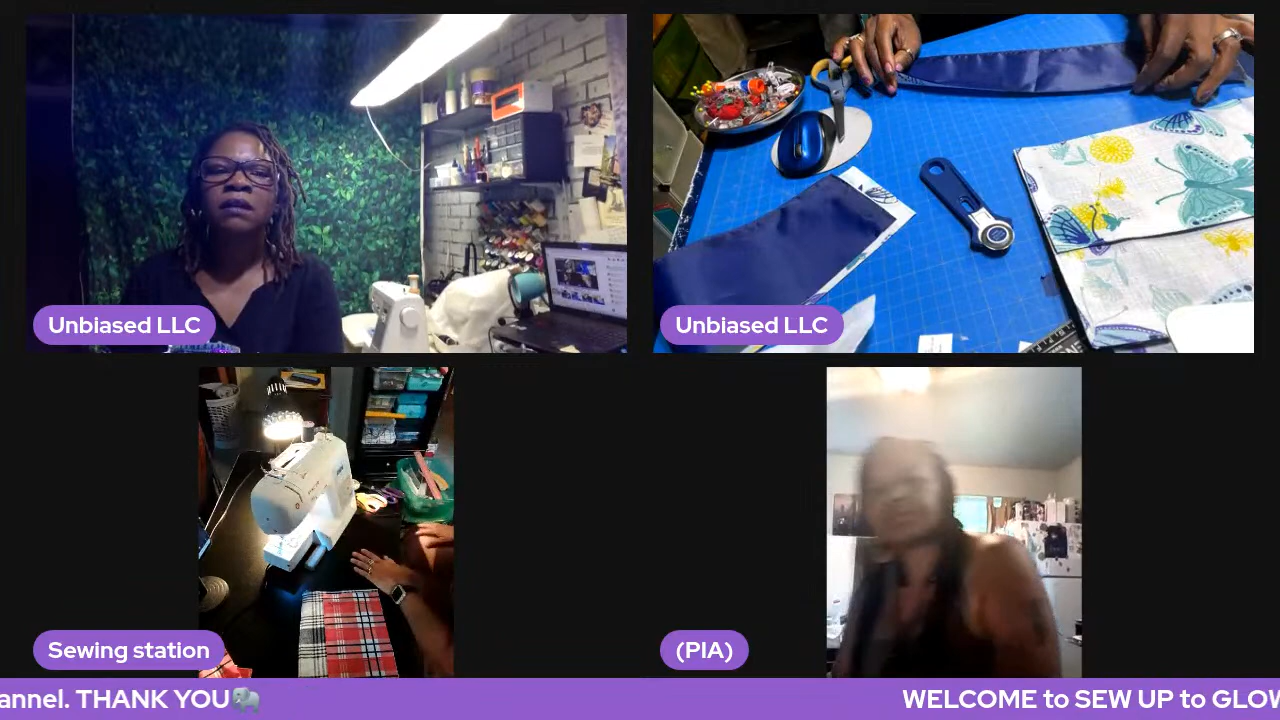 Unbiased LLC
Unbiased LLC
Sewing station
(PIA)
annel. THANK YOU🐘
WELCOME to SEW UP to GLOW